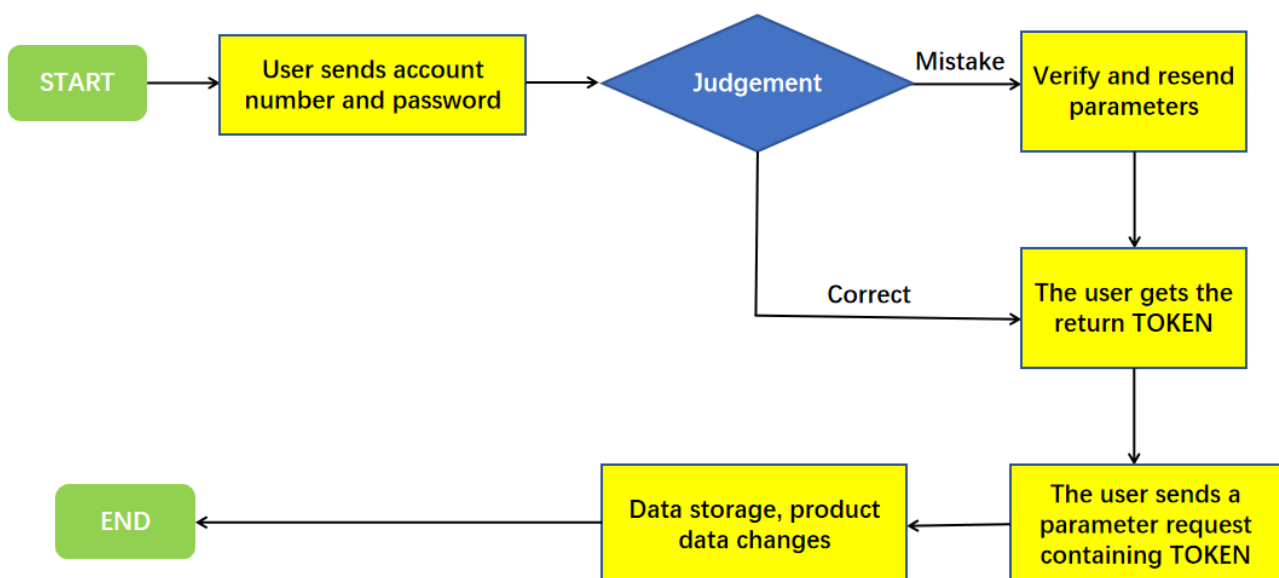 START
User sends account
number and password
Judgement
Mistake
Verify and resend
parameters
Correct
The user gets the
return TOKEN
The user sends a
parameter request
containing TOKEN
Data storage, product
data changes
END